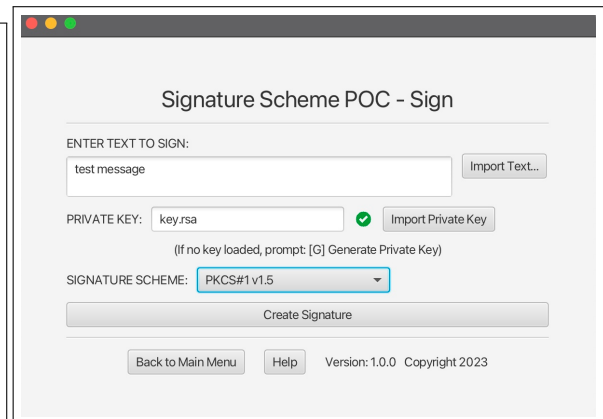 Signature Scheme POC - Sign
ENTER TEXT TO SIGN:
test message
Import Text...
PRIVATE KEY: key.rsa Import Private Key
(If no key loaded, prompt: [G] Generate Private Key)
SIGNATURE SCHEME: PKCS#1 v1.5
Create Signature
Back to Main Menu Help Version: 1.0.0 Copyright 2023